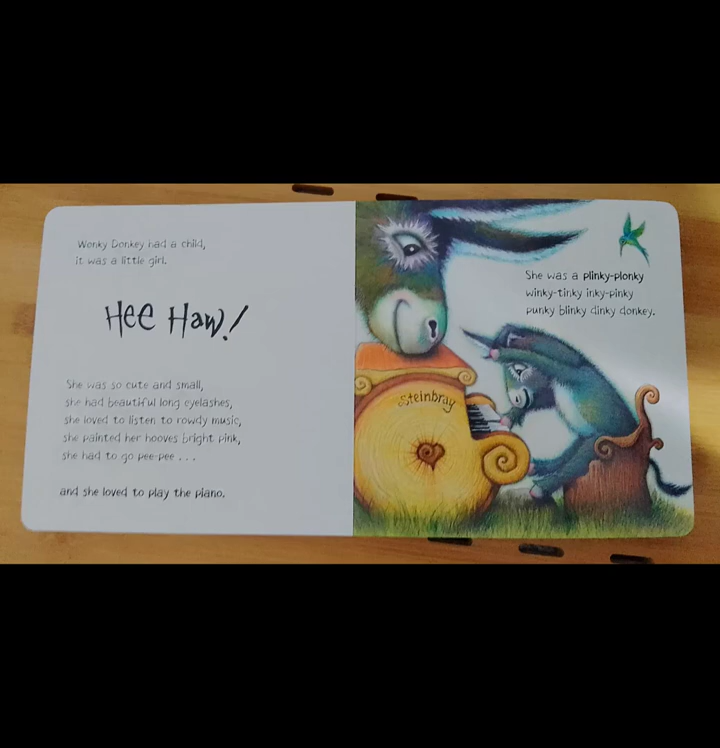 Wonky Donkey had a child,
it was a little girl.
Hee Haw!
She was so cute and small,
she had beautiful long eyelashes,
she loved to listen to rowdy music,
she painted her hooves bright pink,
she had to go pee-pee . . .
and she loved to play the piano.
She was a plinky-plonky
winky-tinky inky-pinky
punky blinky dinky donkey.
Steinbray